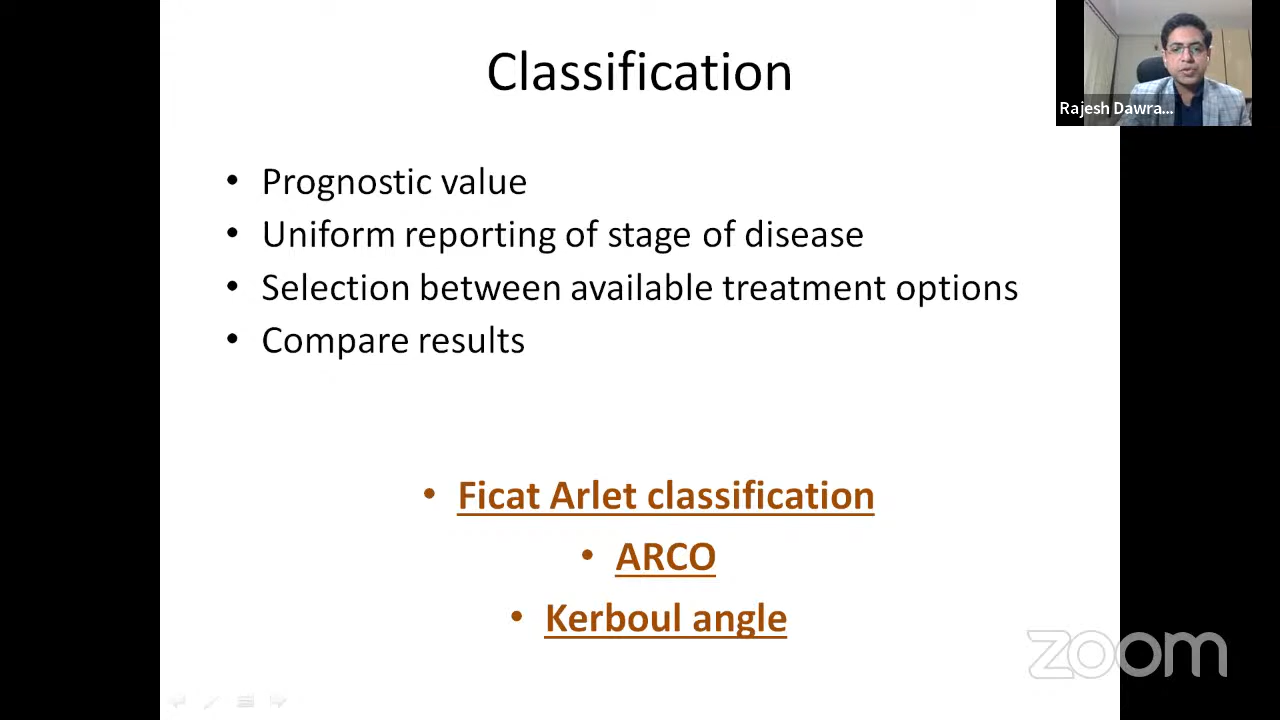 Classification
Rajesh Dawra...
• Prognostic value
• Uniform reporting of stage of disease
• Selection between available treatment options
• Compare results
• Ficat Arlet classification
• ARCO
• Kerboul angle
zoom